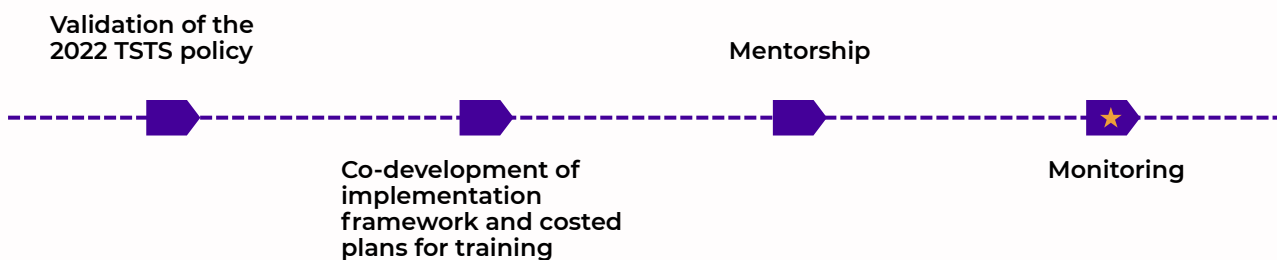 Validation of the
2022 TSTS policy
Co-development of
implementation
framework and costed
plans for training
Mentorship
Monitoring